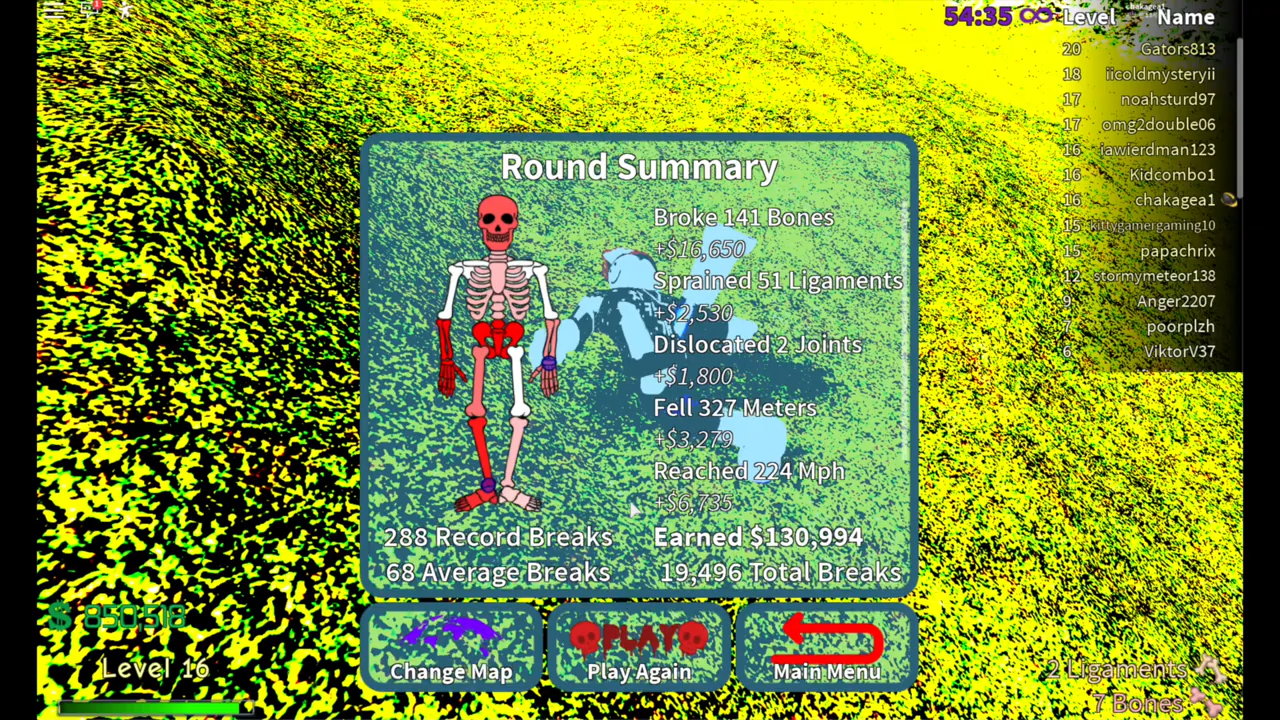 54:35
Level Name
20 Gators813
18 iicoldmysteryii
17 noahsturd97
17 omg2double06
16 iawierdman123
16 Kidcombo1
16 chakagea1
15 kittygamergaming10
15 papachrix
12 stormymeteor138
9 Anger2207
7 poorplzh
6 ViktorV37
Round Summary
Broke 141 Bones
+$16,650
Sprained 51 Ligaments
+$2,530
Dislocated 2 Joints
+$1,800
Fell 327 Meters
+$3,279
Reached 224 Mph
+$6,735
288 Record Breaks
Earned $130,994
68 Average Breaks
19,496 Total Breaks
$ 850,518
Level 16
PLAY
Change Map
Play Again
Main Menu
2 Ligaments
7 Bones